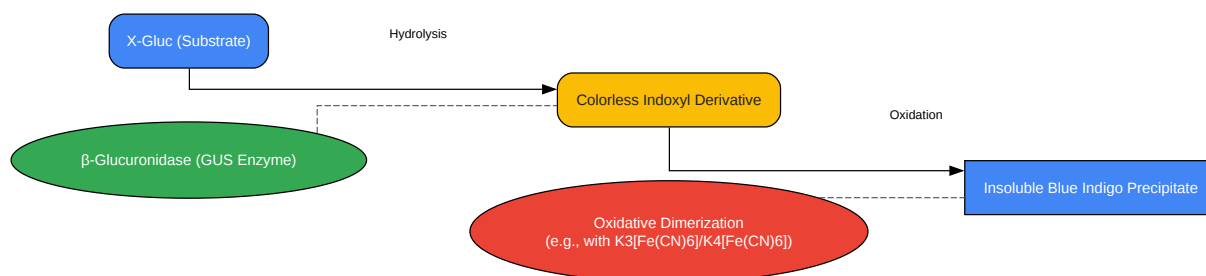 X-Gluc (Substrate)
Hydrolysis
Colorless Indoxyl Derivative
Oxidation
β-Glucuronidase (GUS Enzyme)
Insoluble Blue Indigo Precipitate
Oxidative Dimerization
(e.g., with K3[Fe(CN)6]/K4[Fe(CN)6])